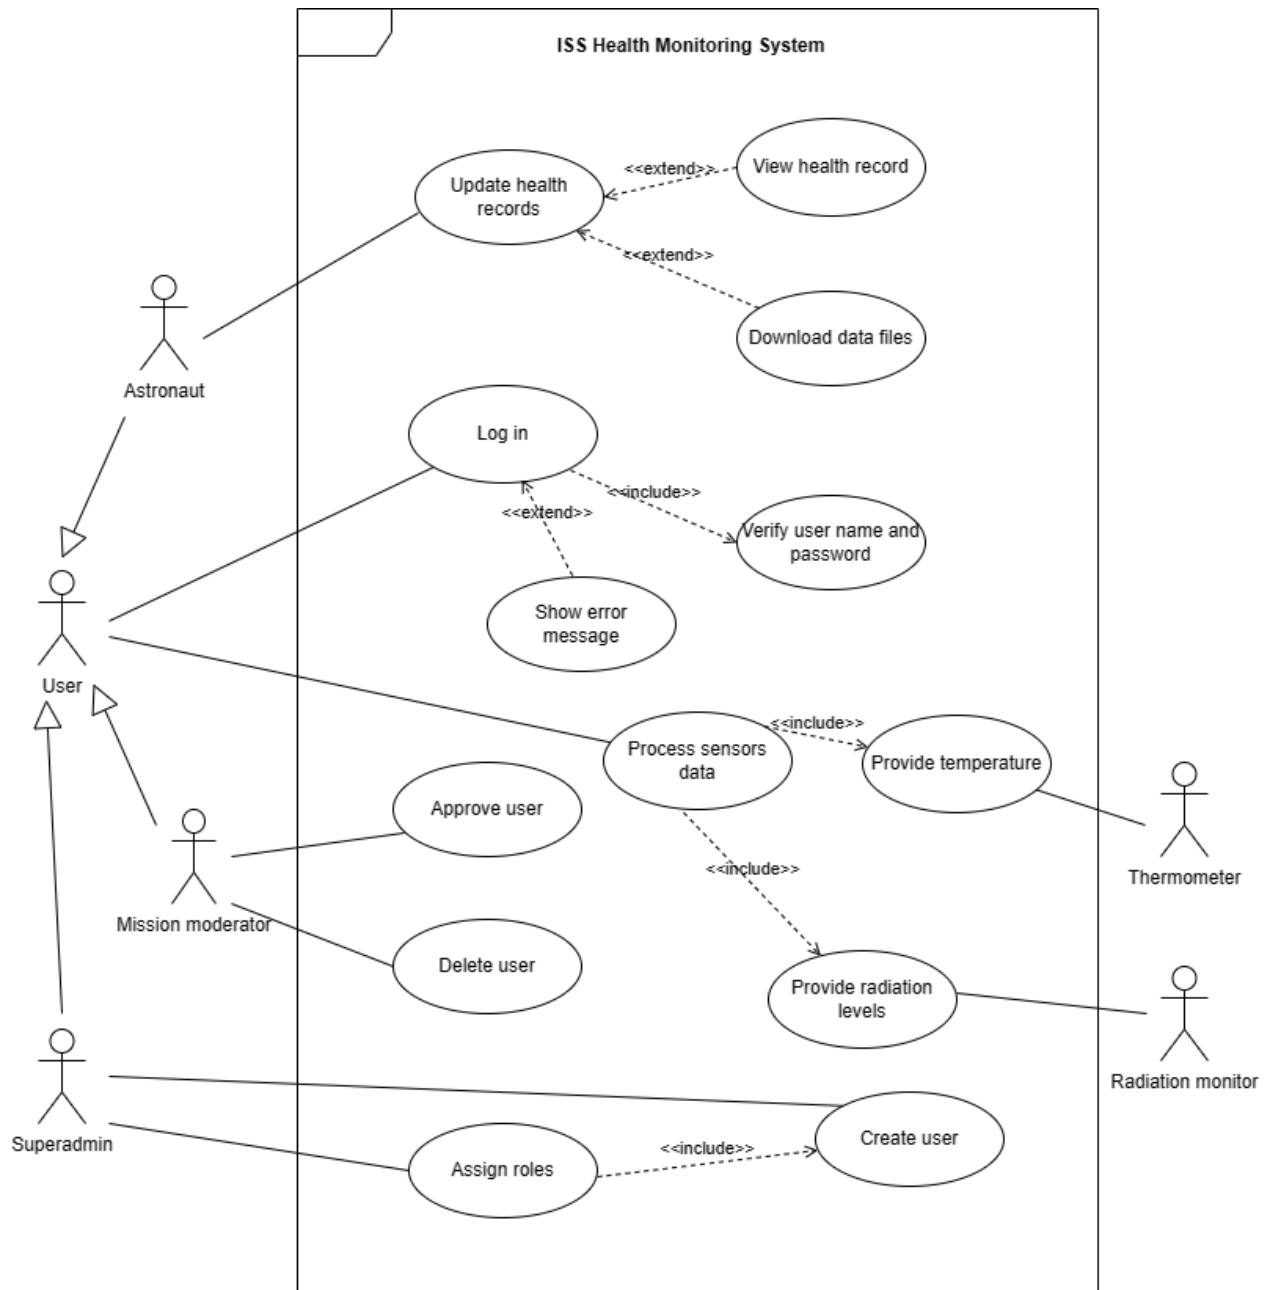 ISS Health Monitoring System
Update health
records
<<extend>>
View health record
<<extend>>
Download data files
Astronaut
Log in
<<include>>
<<extend>>
Verify user name and
password
Show error
message
User
Process sensors
data
<<include>>
Provide temperature
Approve user
Thermometer
<<include>>
Mission moderator
Delete user
Provide radiation
levels
Radiation monitor
Superadmin
Create user
<<include>>
Assign roles